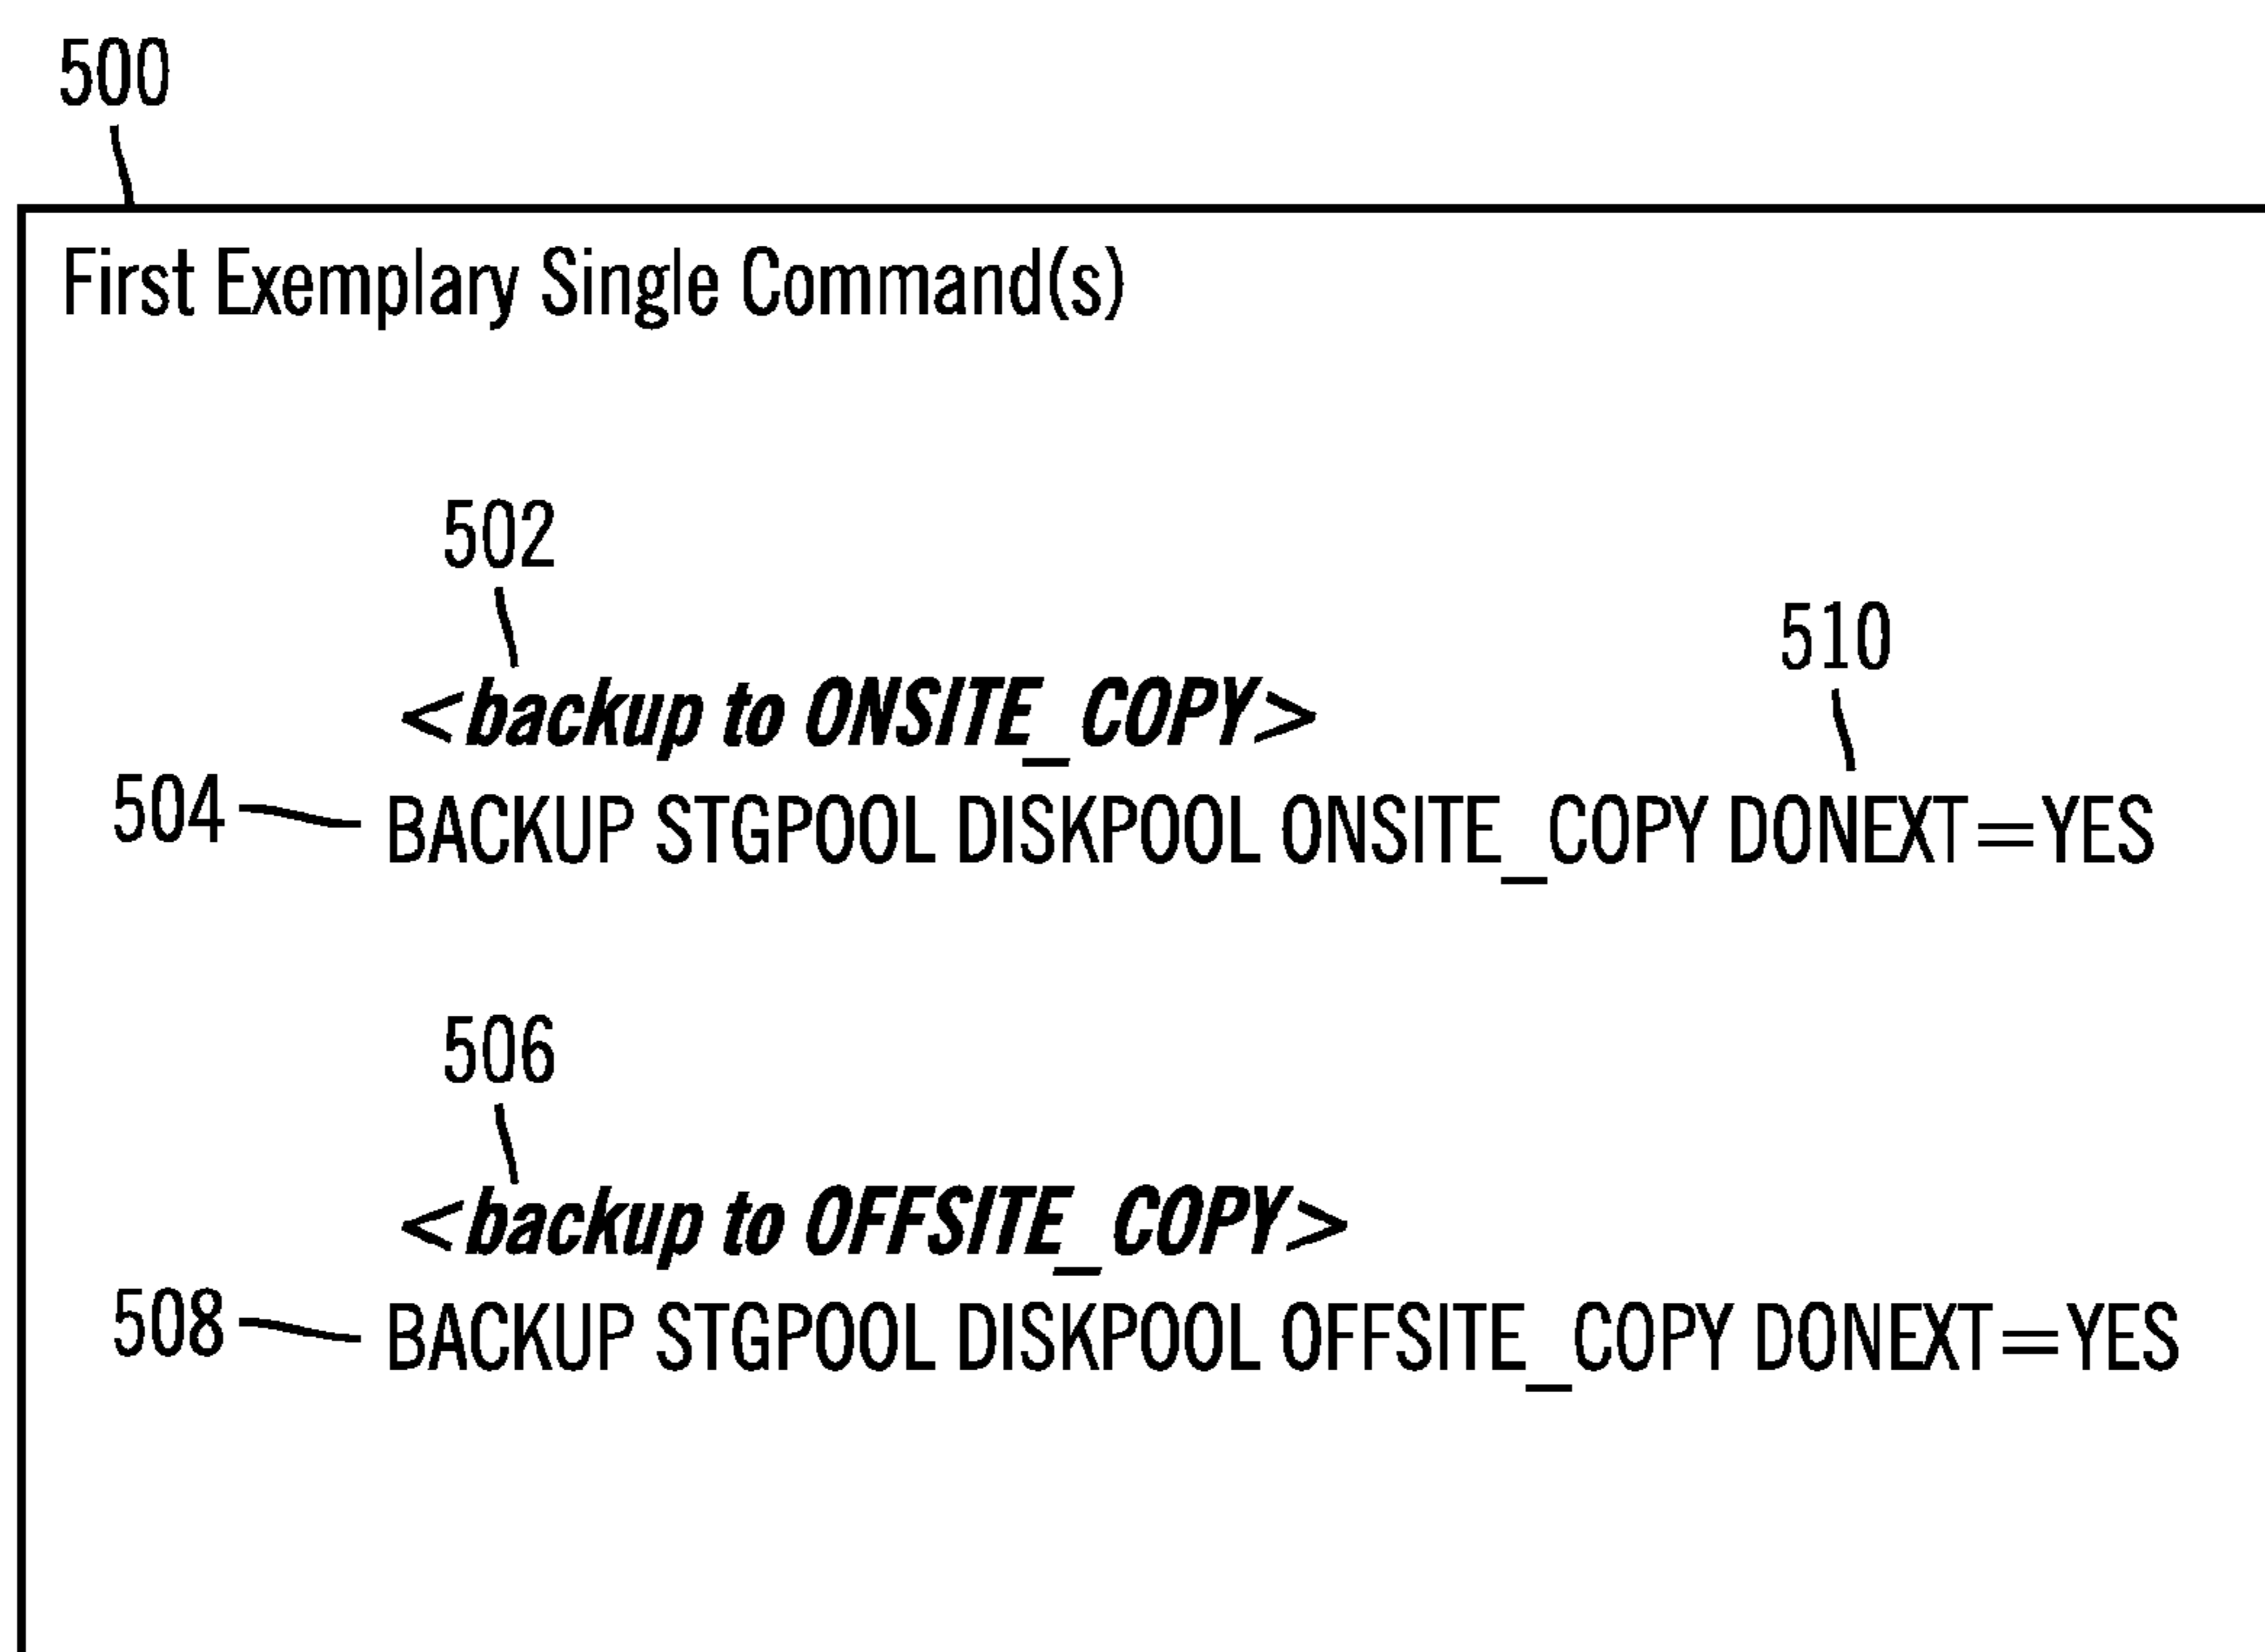 500
First Exemplary Single Command(s)
502
510
<backup to ONSITE_COPY>
504 BACKUP STGPOOL DISKPOOL ONSITE_COPY DONEXT=YES
506
<backup to OFFSITE_COPY>
508 BACKUP STGPOOL DISKPOOL OFFSITE_COPY DONEXT=YES